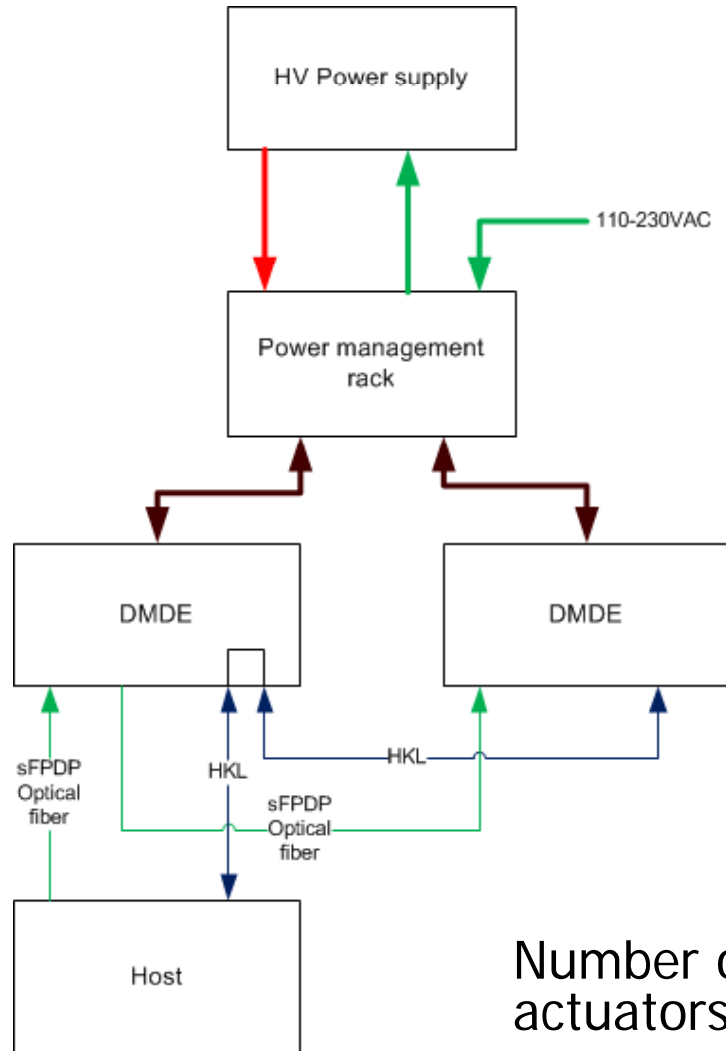 HV Power supply
110-230VAC
Power management
rack
DMDE
DMDE
sFPDP
Optical
fiber
HKL
HKL
sFPDP
Optical
fiber
Host
Number
actuators